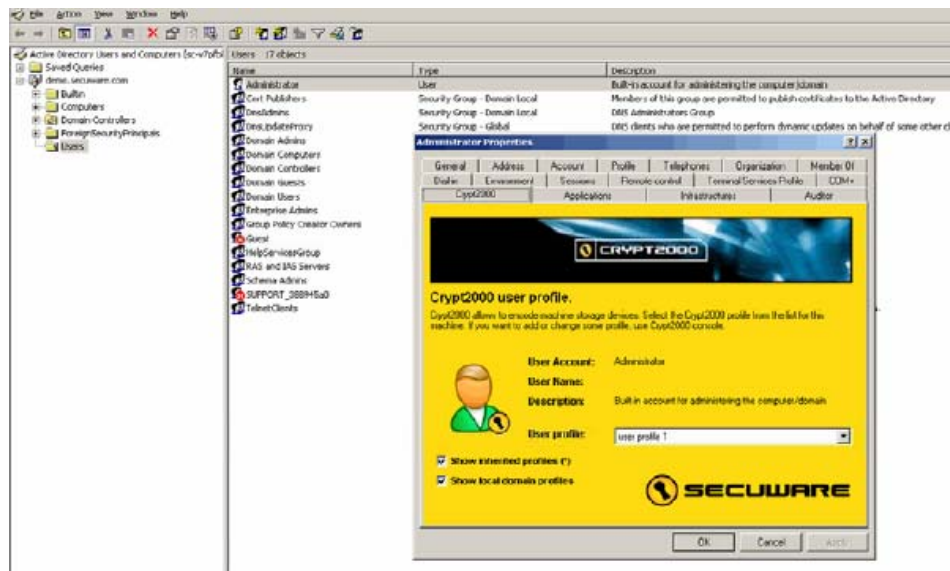 File Action View Window Help
Active Directory Users and Computers [sc-w7pfbl
Saved Queries
demo.secuware.com
Builtin
Computers
Domain Controllers
ForeignSecurityPrincipals
Users
Users 17 objects
Name Type Description
Administrator User Built-in account for administering the computer/domain
Cert Publishers Security Group - Domain Local Members of this group are permitted to publish certificates to the Active Directory
DnsAdmins Security Group - Domain Local DNS Administrators Group
DnsUpdateProxy Security Group - Global DNS clients who are permitted to perform dynamic updates on behalf of some other cl
Domain Admins
Domain Computers
Domain Controllers
Domain Guests
Domain Users
Enterprise Admins
Group Policy Creator Owners
Guest
HelpServicesGroup
RAS and IAS Servers
Schema Admins
SUPPORT_388945a0
TelnetClients
Administrator Properties
General Address Account Profile Telephones Organization Member Of
Dialin Environment Sessions Remote control Terminal Services Profile COM+
Crypt2000 Applications Infrastructures Auditor
CRYPT2000
Crypt2000 user profile.
Crypt2000 allows to encode machine storage devices. Select the Crypt2000 profile from the list for this
machine. If you want to add or change some profile, use Crypt2000 console.
User Account: Administrator
User Name:
Description: Built-in account for administering the computer/domain
User profile: user profile 1
Show inherited profiles (*)
Show local domain profiles
SECUWARE
OK Cancel Apply